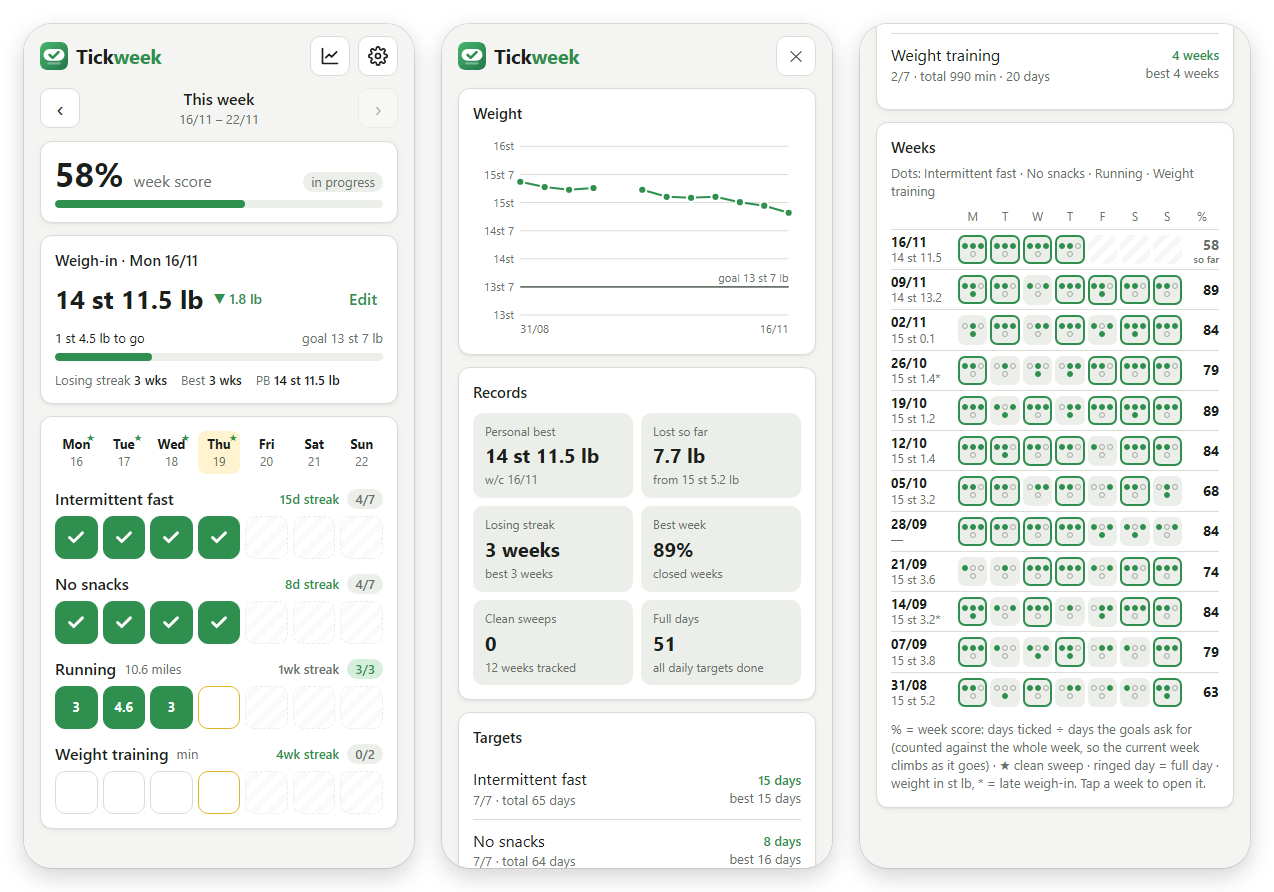 Tickweek
This week
16/11 – 22/11
58% week score in progress
Weigh-in · Mon 16/11
14 st 11.5 lb ▼ 1.8 lb Edit
1 st 4.5 lb to go goal 13 st 7 lb
Losing streak 3 wks Best 3 wks PB 14 st 11.5 lb
Mon★ Tue★ Wed★ Thu★ Fri Sat Sun
16 17 18 19 20 21 22
Intermittent fast 15d streak 4/7
No snacks 8d streak 4/7
Running 10.6 miles 1wk streak 3/3
3 4.6 3
Weight training min 4wk streak 0/2
Tickweek
Weight
16st
15st 7
15st
14st 7
14st
goal 13 st 7 lb
13st 7
13st
31/08 16/11
Records
Personal best
14 st 11.5 lb
w/c 16/11
Lost so far
7.7 lb
from 15 st 5.2 lb
Losing streak
3 weeks
best 3 weeks
Best week
89%
closed weeks
Clean sweeps
0
12 weeks tracked
Full days
51
all daily targets done
Targets
Intermittent fast 15 days
7/7 · total 65 days best 15 days
No snacks 8 days
7/7 · total 64 days best 16 days
Weight training 4 weeks
2/7 · total 990 min · 20 days best 4 weeks
Weeks
Dots: Intermittent fast · No snacks · Running · Weight
training
M T W T F S S %
16/11 58
14 st 11.5 so far
09/11 89
14 st 13.2
02/11 84
15 st 0.1
26/10 79
15 st 1.4*
19/10 89
15 st 1.2
12/10 84
15 st 1.4
05/10 68
15 st 3.2
28/09 84
—
21/09 74
15 st 3.6
14/09 84
15 st 3.2*
07/09 79
15 st 3.8
31/08 63
15 st 5.2
% = week score: days ticked ÷ days the goals ask for
(counted against the whole week, so the current week
climbs as it goes) · ★ clean sweep · ringed day = full day ·
weight in st lb, * = late weigh-in. Tap a week to open it.